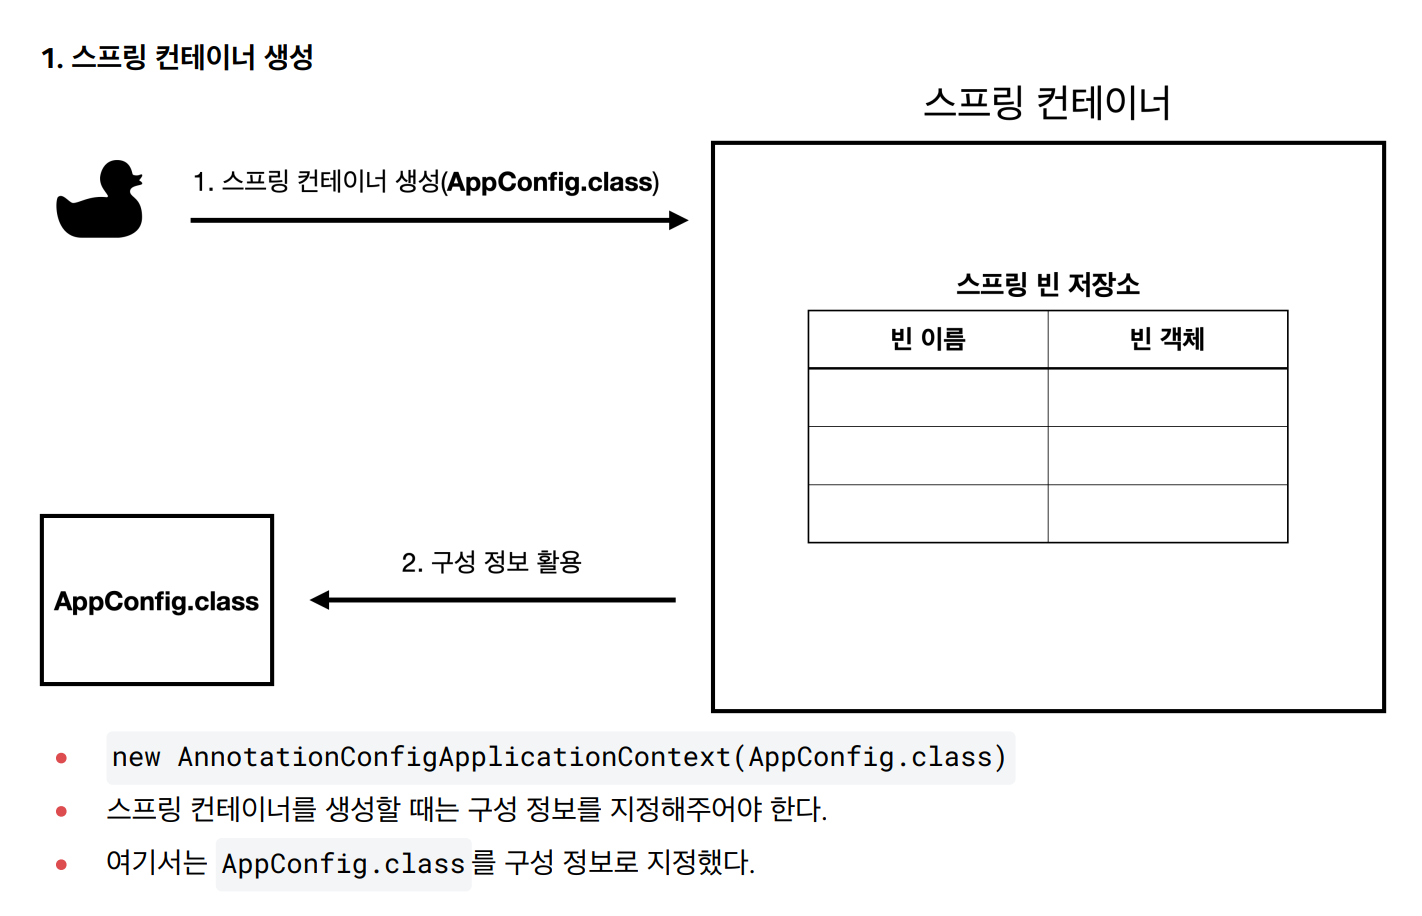 1. 스프링 컨테이너 생성
스프링 컨테이너
1. 스프링 컨테이너 생성(AppConfig.class)
스프링 빈 저장소
빈 이름
빈 객체
2. 구성 정보 활용
AppConfig.class
new AnnotationConfigApplicationContext(AppConfig.class)
스프링 컨테이너를 생성할 때는 구성 정보를 지정해주어야 한다.
여기서는 AppConfig.class를 구성 정보로 지정했다.